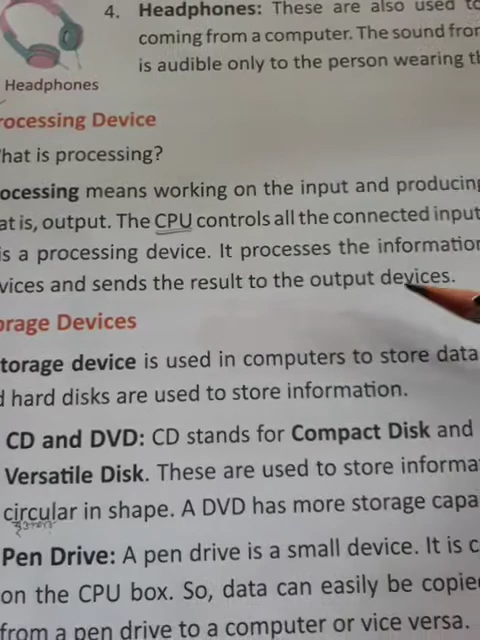 4. Headphones: These are also used to
coming from a computer. The sound from
is audible only to the person wearing
Headphones
rocessing Device
hat is processing?
ocessing means working on the input and producing
at is, output. The CPU controls all the connected input
is a processing device. It processes the information
vices and sends the result to the output devices.
orage Devices
torage device is used in computers to store data
d hard disks are used to store information.
CD and DVD: CD stands for Compact Disk and
Versatile Disk. These are used to store informa
circular in shape. A DVD has more storage capa
Pen Drive: A pen drive is a small device. It is c
on the CPU box. So, data can easily be copie
from a pen drive to a computer or vice versa.